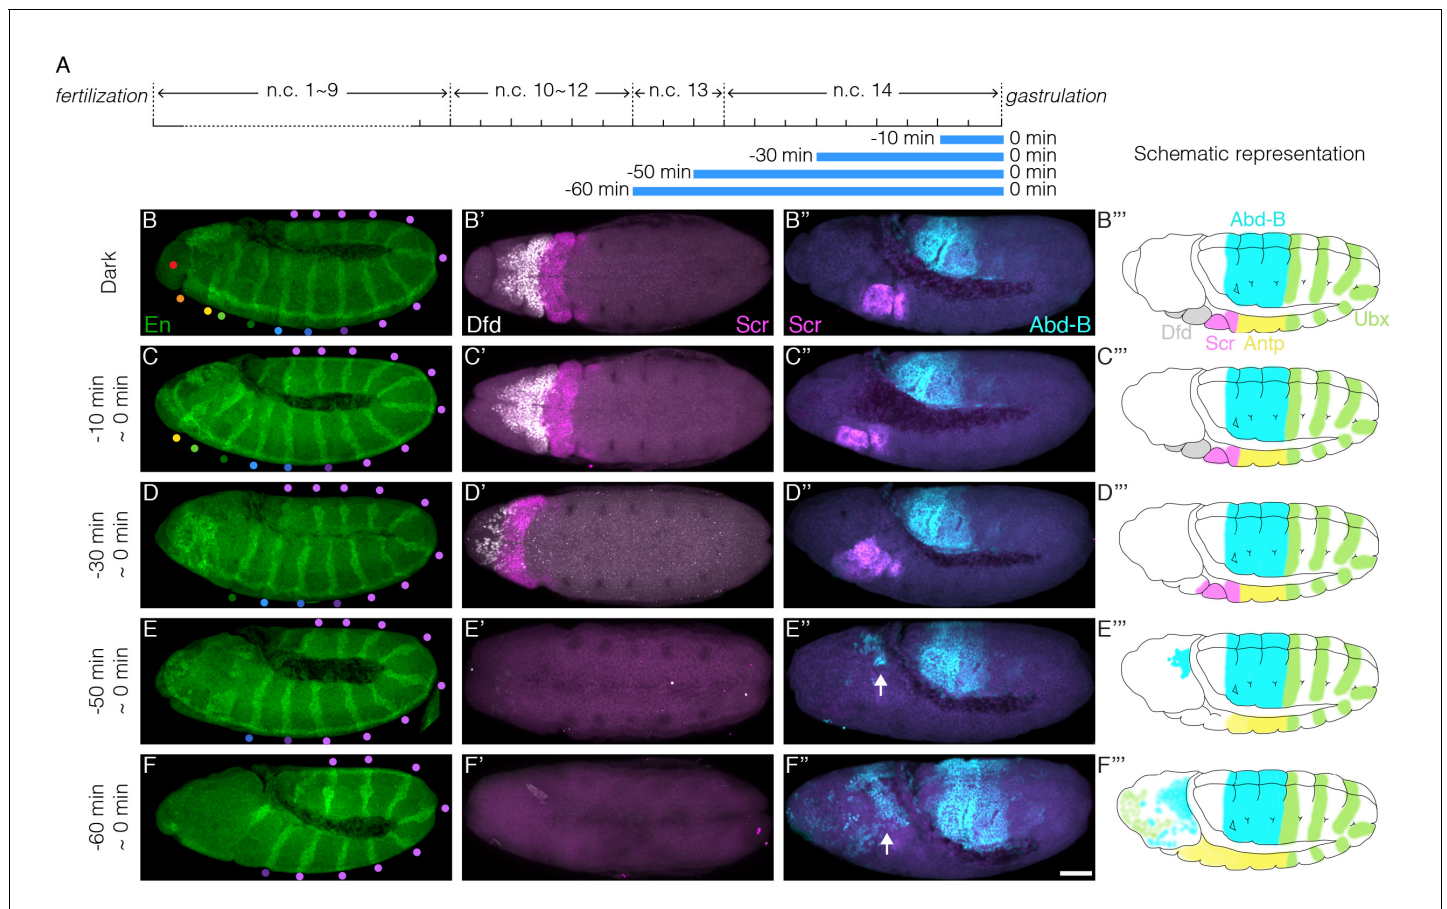 A
fertilization n.c. 1~9 n.c. 10~12 n.c. 13 n.c. 14 gastrulation
-10 min 0 min
-30 min 0 min
-50 min 0 min
-60 min 0 min
Schematic representation
Dark
B En
B' Dfd Scr
B'' Scr Abd-B
B''' Abd-B Dfd Scr Antp Ubx
-10 min
~ 0 min
C
C'
C''
C'''
-30 min
~ 0 min
D
D'
D''
D'''
-50 min
~ 0 min
E
E'
E''
E'''
-60 min
~ 0 min
F
F'
F''
F'''